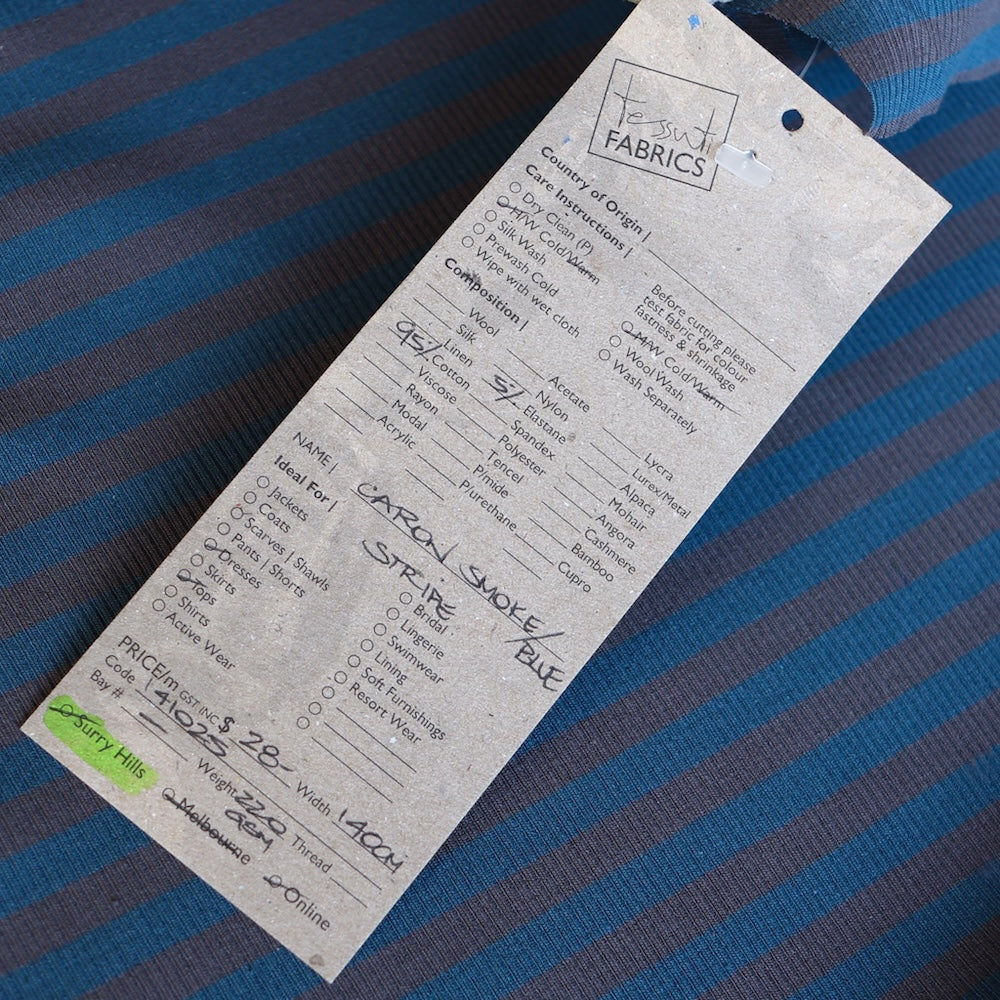 tessuti
FABRICS
Country of Origin |
Care Instructions |
Dry Clean (P)
H/W Cold/Warm
Silk Wash
Prewash Cold
Wipe with wet cloth
Before cutting please
test fabric for colour
fastness & shrinkage
M/W Cold/Warm
Wool Wash
Wash Separately
Composition |
Wool
Silk
Linen
95% Cotton
Viscose
Rayon
Modal
Acrylic
Acetate
Nylon
5% Elastane
Spandex
Polyester
Tencel
P/mide
P/urethane
Lycra
Lurex/Metal
Alpaca
Mohair
Angora
Cashmere
Bamboo
Cupro
NAME | CARON SMOKE/BLUE
STRIPE
Ideal For |
Jackets
Coats
Scarves | Shawls
Pants | Shorts
Dresses
Skirts
Tops
Shirts
Active Wear
Bridal
Lingerie
Swimwear
Lining
Soft Furnishings
Resort Wear
PRICE/m GST INC $ 28- Width 140CM
Code 141025 Weight 220 GSM Thread
Bay # —
Surry Hills
Melbourne
Online